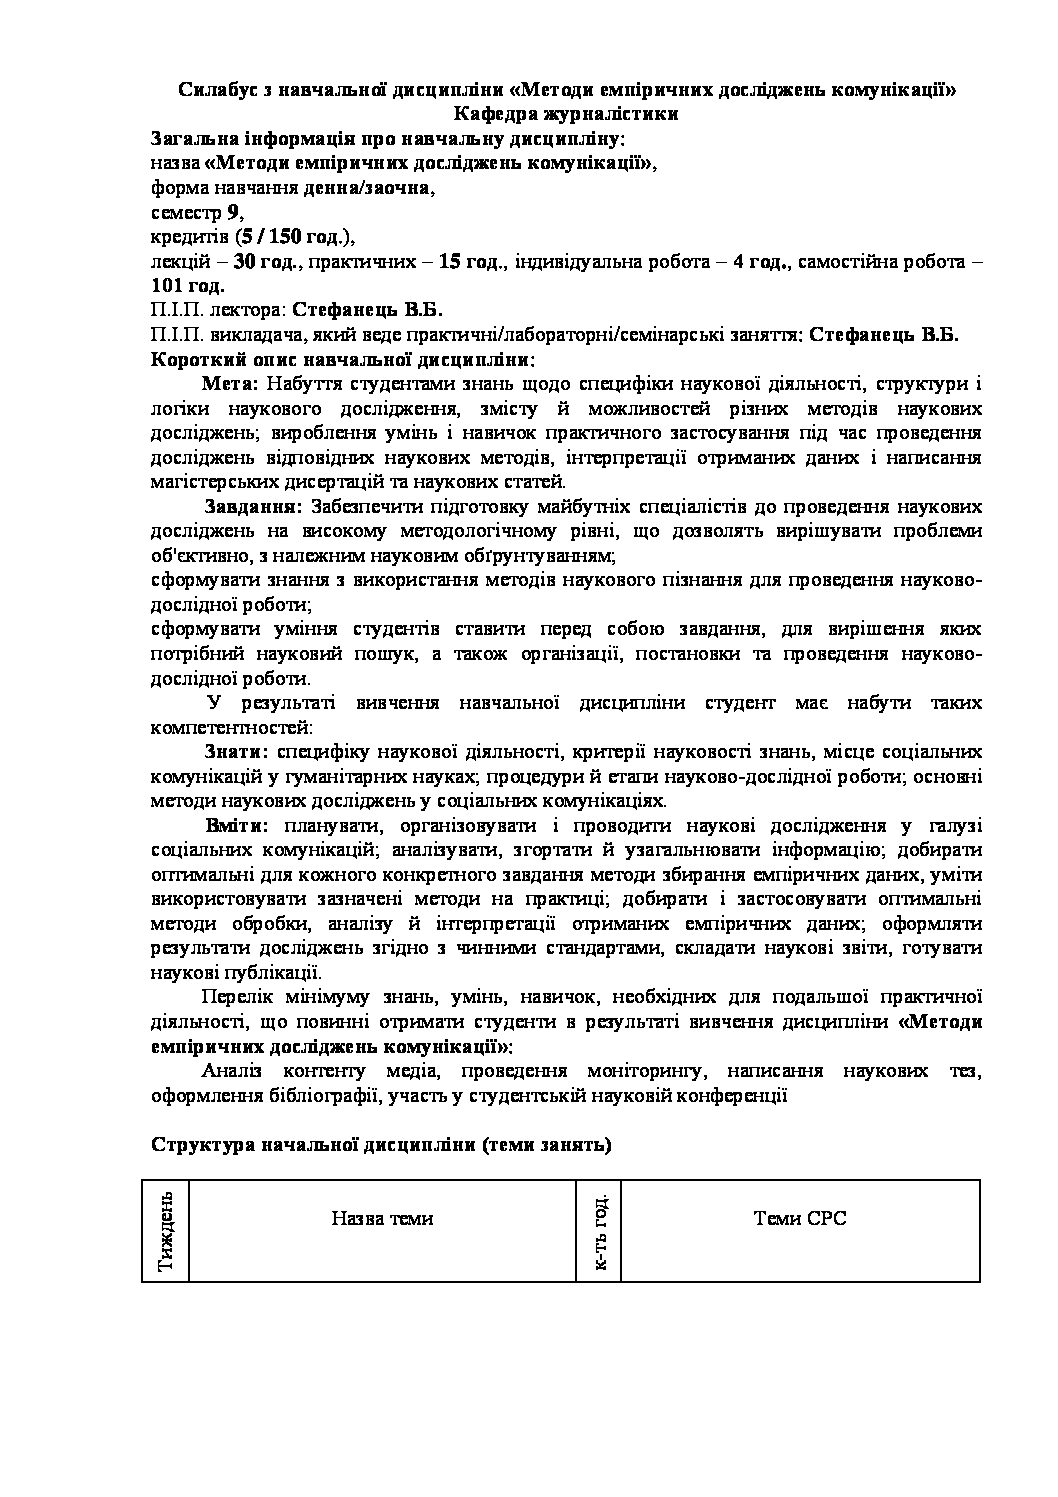 Силабус з навчальної дисципліни «Методи емпіричних досліджень комунікації»
Кафедра журналістики
Загальна інформація про навчальну дисципліну:
назва «Методи емпіричних досліджень комунікації»,
форма навчання денна/заочна,
семестр 9,
кредитів (5 / 150 год.),
лекцій – 30 год., практичних – 15 год., індивідуальна робота – 4 год., самостійна робота –
101 год.
П.І.П. лектора: Стефанець В.Б.
П.І.П. викладача, який веде практичні/лабораторні/семінарські заняття: Стефанець В.Б.
Короткий опис навчальної дисципліни:
Мета: Набуття студентами знань щодо специфіки наукової діяльності, структури і
логіки наукового дослідження, змісту й можливостей різних методів наукових
досліджень; вироблення умінь і навичок практичного застосування під час проведення
досліджень відповідних наукових методів, інтерпретації отриманих даних і написання
магістерських дисертацій та наукових статей.
Завдання: Забезпечити підготовку майбутніх спеціалістів до проведення наукових
досліджень на високому методологічному рівні, що дозволять вирішувати проблеми
об'єктивно, з належним науковим обґрунтуванням;
сформувати знання з використання методів наукового пізнання для проведення науково-
дослідної роботи;
сформувати уміння студентів ставити перед собою завдання, для вирішення яких
потрібний науковий пошук, а також організації, постановки та проведення науково-
дослідної роботи.
У результаті вивчення навчальної дисципліни студент має набути таких
компетентностей:
Знати: специфіку наукової діяльності, критерії науковості знань, місце соціальних
комунікацій у гуманітарних науках; процедури й етапи науково-дослідної роботи; основні
методи наукових досліджень у соціальних комунікаціях.
Вміти: планувати, організовувати і проводити наукові дослідження у галузі
соціальних комунікацій; аналізувати, згортати й узагальнювати інформацію; добирати
оптимальні для кожного конкретного завдання методи збирання емпіричних даних, уміти
використовувати зазначені методи на практиці; добирати і застосовувати оптимальні
методи обробки, аналізу й інтерпретації отриманих емпіричних даних; оформляти
результати досліджень згідно з чинними стандартами, складати наукові звіти, готувати
наукові публікації.
Перелік мінімуму знань, умінь, навичок, необхідних для подальшої практичної
діяльності, що повинні отримати студенти в результаті вивчення дисципліни «Методи
емпіричних досліджень комунікації»:
Аналіз контенту медіа, проведення моніторингу, написання наукових тез,
оформлення бібліографії, участь у студентській науковій конференції
Структура начальної дисципліни (теми занять)
Тиждень
Назва теми
к-ть год.
Теми СРС